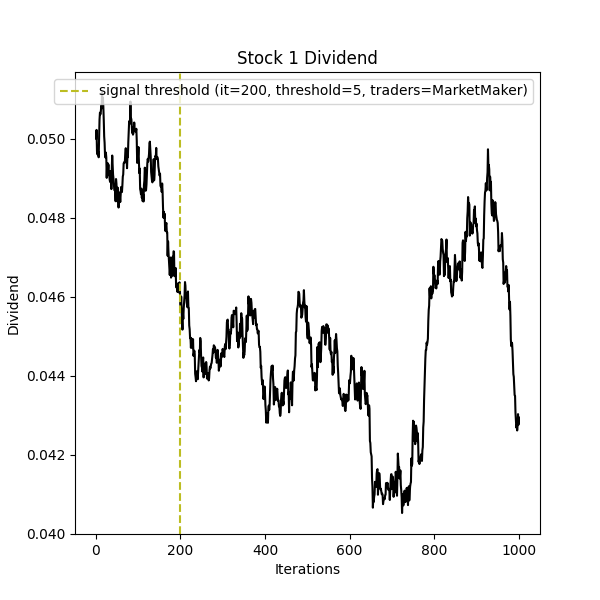 Stock 1 Dividend
signal threshold (it=200, threshold=5, traders=MarketMaker)
0.050
0.048
0.046
0.044
0.042
0.040
Dividend
0 200 400 600 800 1000
Iterations